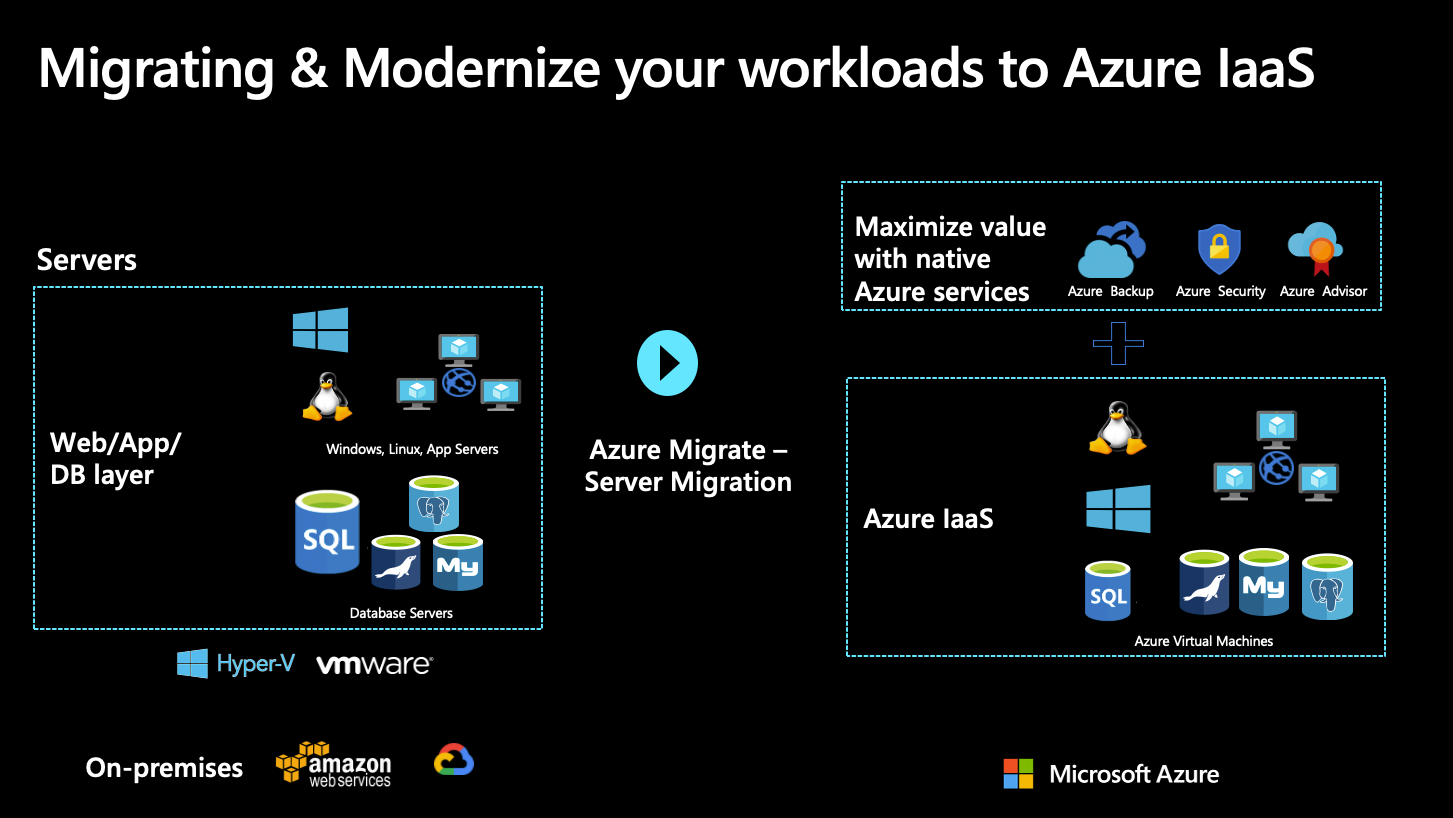 Migrating & Modernize your workloads to Azure IaaS
Servers
Web/App/
DB layer
Windows, Linux, App Servers
SQL
My
Database Servers
Hyper-V
vmware®
On-premises
amazon
webservices
Azure Migrate –
Server Migration
Maximize value
with native
Azure services
Azure Backup
Azure Security
Azure Advisor
Azure IaaS
SQL
My
Azure Virtual Machines
Microsoft Azure